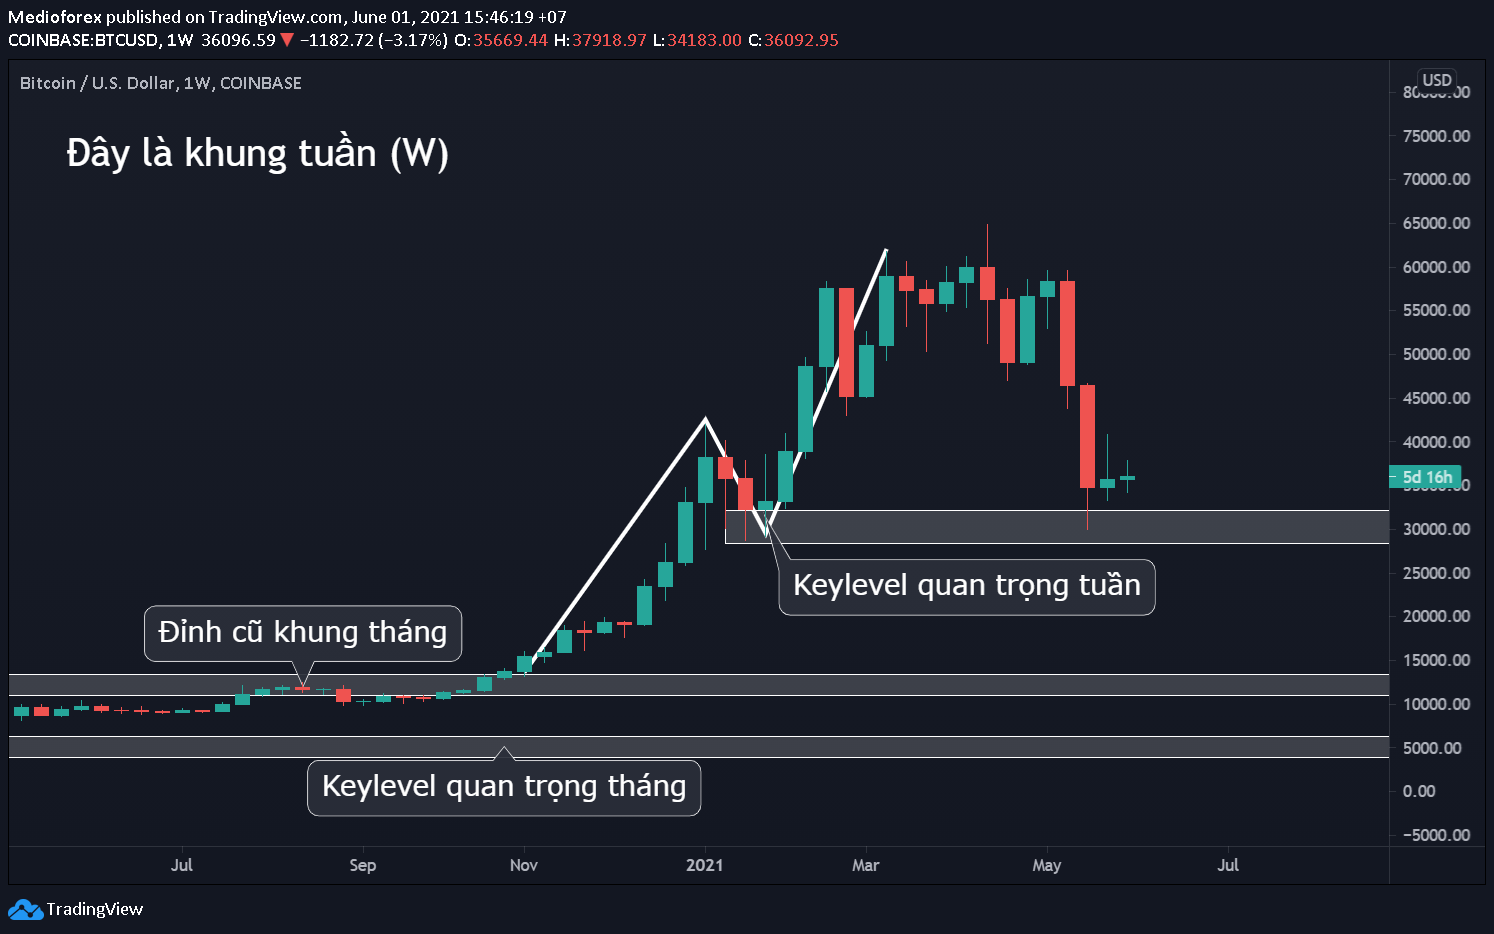 Medioforex published on TradingView.com, June 01, 2021 15:46:19 +07
COINBASE:BTCUSD, 1W 36096.59 ▼ −1182.72 (−3.17%) O:35669.44 H:37918.97 L:34183.00 C:36092.95
Bitcoin / U.S. Dollar, 1W, COINBASE
USD
Đây là khung tuần (W)
75000.00
70000.00
65000.00
60000.00
55000.00
50000.00
45000.00
40000.00
5d 16h
30000.00
Keylevel quan trọng tuần
25000.00
20000.00
Đỉnh cũ khung tháng
15000.00
10000.00
5000.00
Keylevel quan trọng tháng
0.00
−5000.00
Jul Sep Nov 2021 Mar May Jul
TradingView